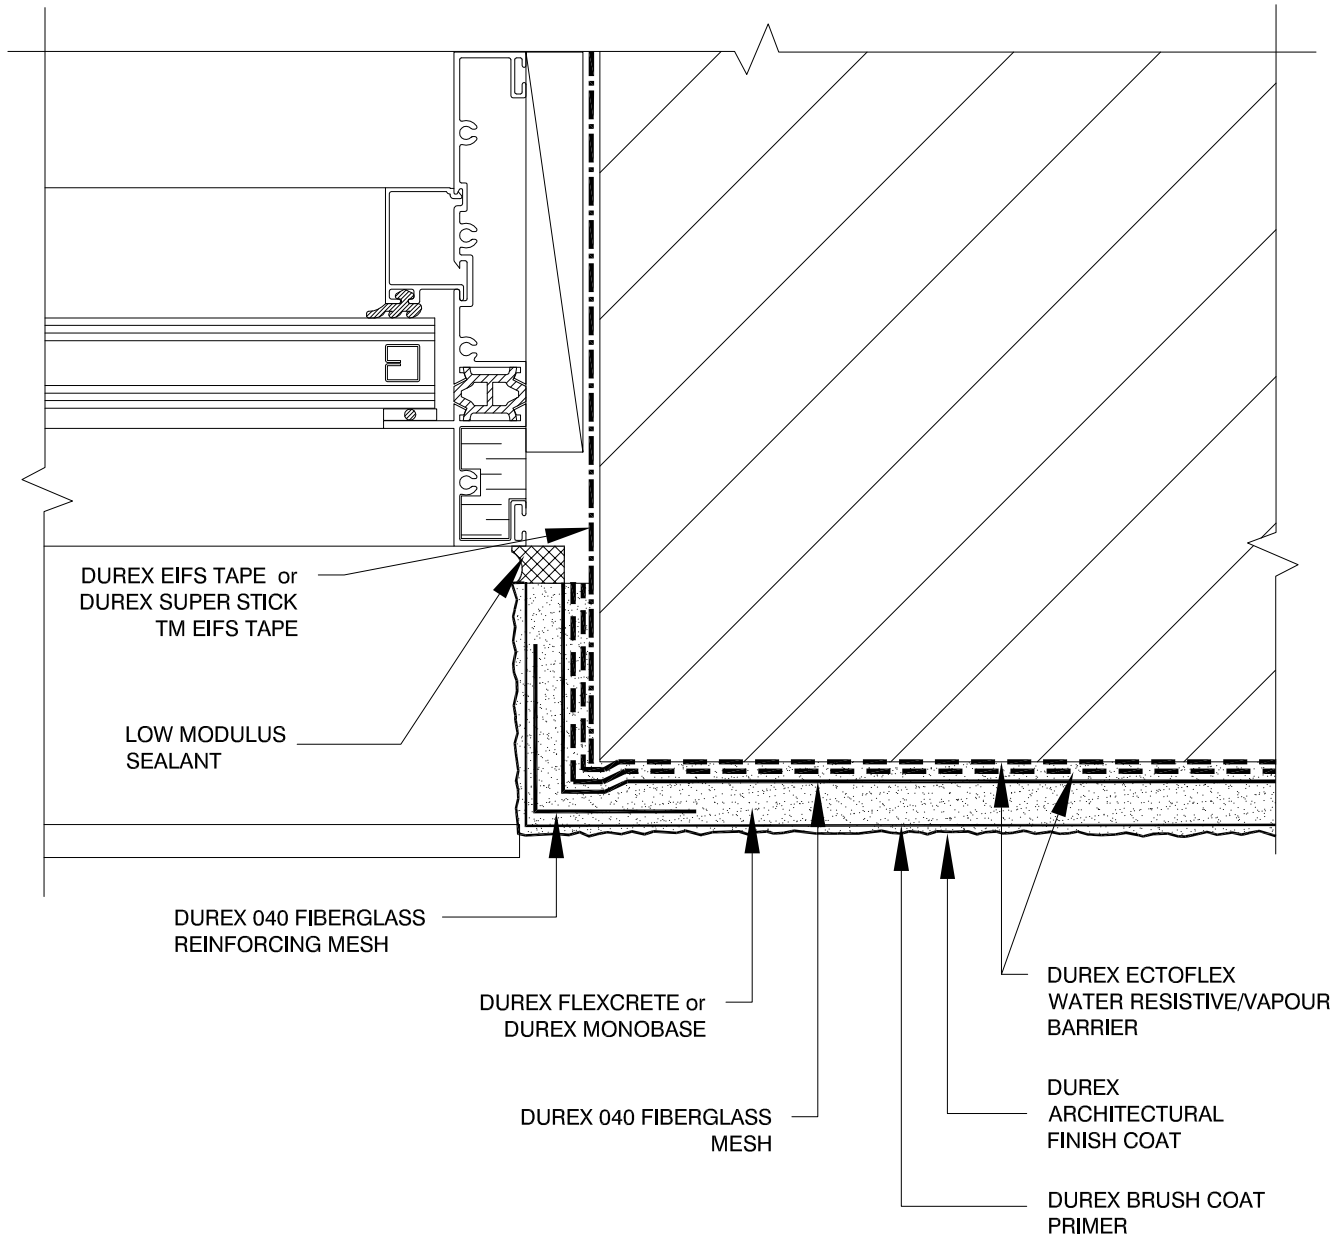 DUREX EIFS TAPE or
DUREX SUPER STICK
TM EIFS TAPE
LOW MODULUS
SEALANT
DUREX 040 FIBERGLASS
REINFORCING MESH
DUREX FLEXCRETE or
DUREX MONOBASE
DUREX 040 FIBERGLASS
MESH
DUREX ECTOFLEX
WATER RESISTIVE/VAPOUR
BARRIER
DUREX
ARCHITECTURAL
FINISH COAT
DUREX BRUSH COAT
PRIMER